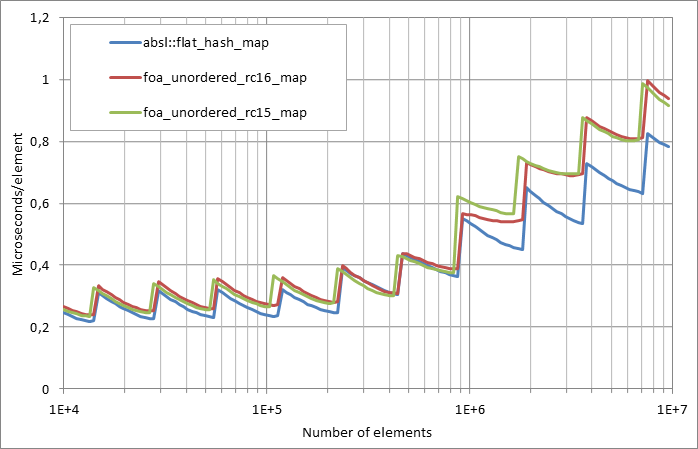 1,2
1
0,8
0,6
0,4
0,2
0
Microseconds/element
absl::flat_hash_map
foa_unordered_rc16_map
foa_unordered_rc15_map
1E+4 1E+5 1E+6 1E+7
Number of elements